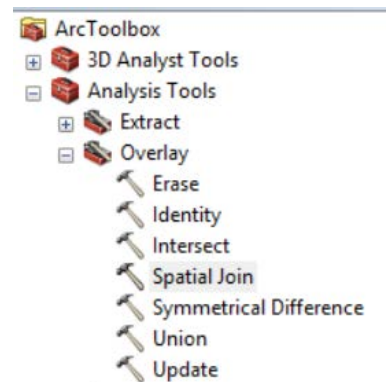 ArcToolbox
3D Analyst Tools
Analysis Tools
Extract
Overlay
Erase
Identity
Intersect
Spatial Join
Symmetrical Difference
Union
Update